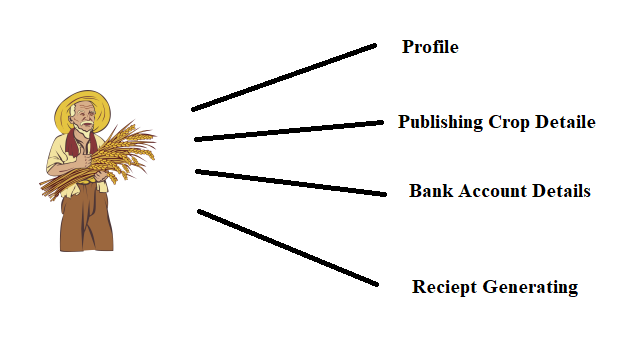 Profile
Publishing Crop Detaile
Bank Account Details
Reciept Generating